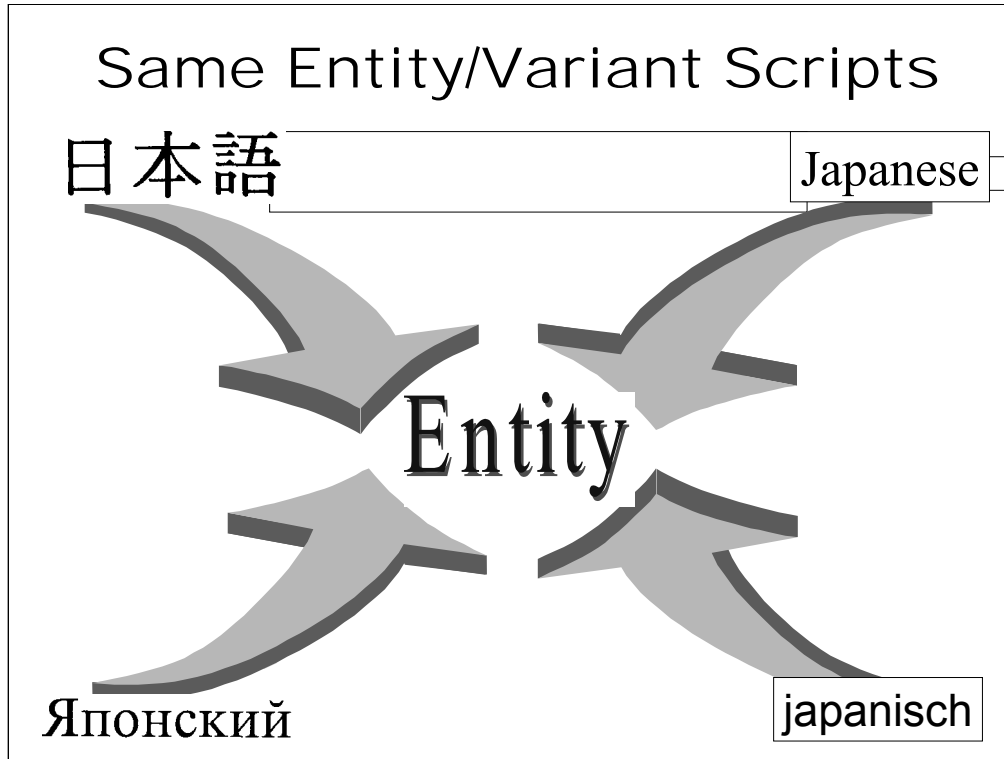 Same Entity/Variant Scripts
日本語
Japanese
Entity
Японский
japanisch